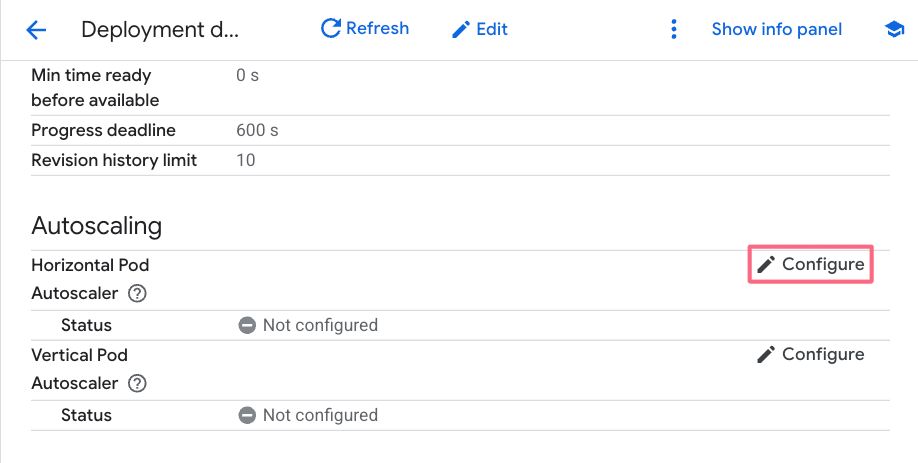 Deployment d...
Refresh
Edit
Show info panel
Min time ready 0 s
before available
Progress deadline 600 s
Revision history limit 10
Autoscaling
Horizontal Pod Configure
Autoscaler ?
Status Not configured
Vertical Pod Configure
Autoscaler ?
Status Not configured